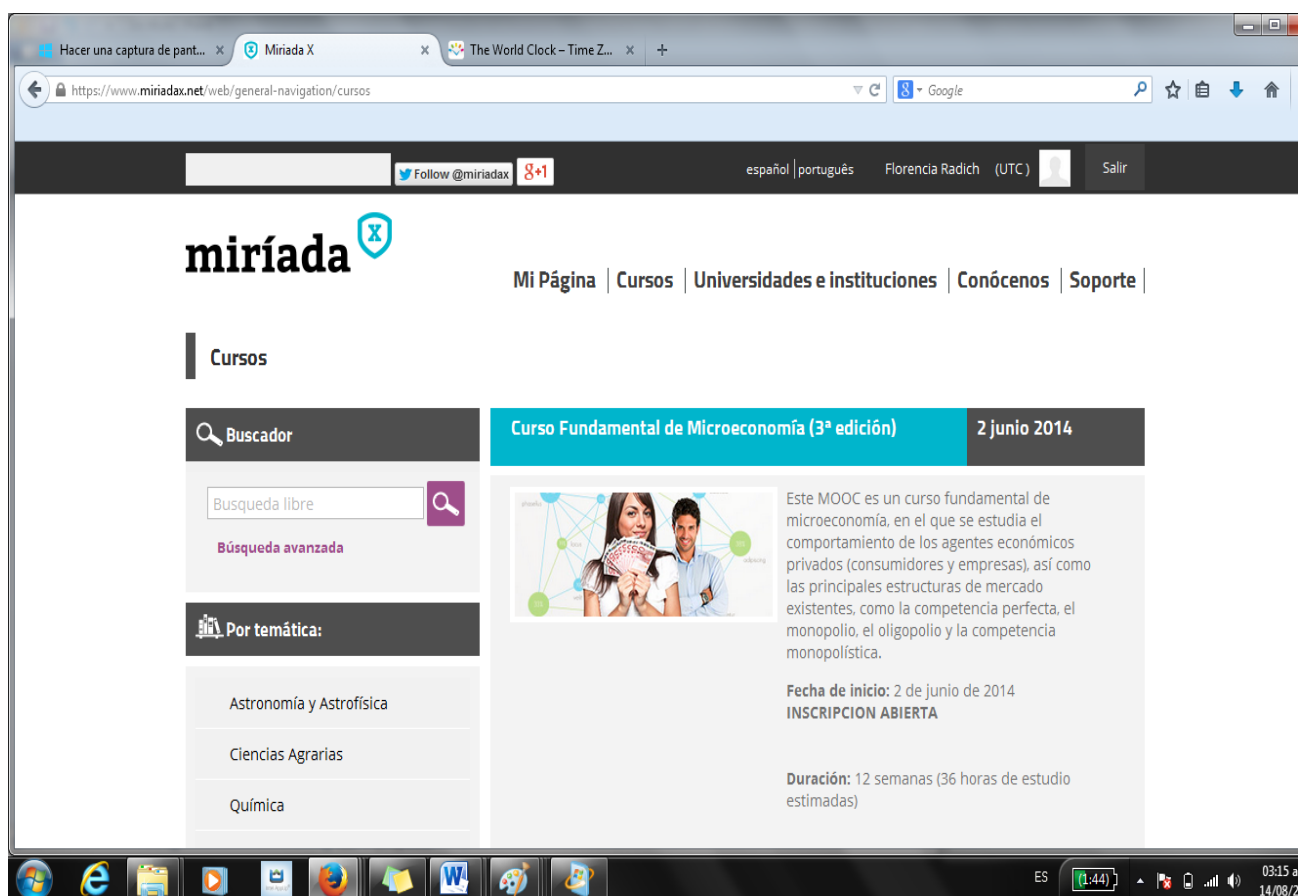 Hacer una captura de pant...
Miriada X
The World Clock – Time Z...
https://www.miriadax.net/web/general-navigation/cursos
Google
Follow @miriadax
g+1
español
português
Florencia Radich
(UTC )
Salir
miríada X
Mi Página
Cursos
Universidades e instituciones
Conócenos
Soporte
Cursos
Buscador
Busqueda libre
Búsqueda avanzada
Por temática:
Astronomía y Astrofísica
Ciencias Agrarias
Química
Curso Fundamental de Microeconomía (3ª edición)
2 junio 2014
Este MOOC es un curso fundamental de
microeconomía, en el que se estudia el
comportamiento de los agentes económicos
privados (consumidores y empresas), así como
las principales estructuras de mercado
existentes, como la competencia perfecta, el
monopolio, el oligopolio y la competencia
monopolística.
Fecha de inicio: 2 de junio de 2014
INSCRIPCION ABIERTA
Duración: 12 semanas (36 horas de estudio
estimadas)
ES
(1:44)
03:15 a
14/08/2